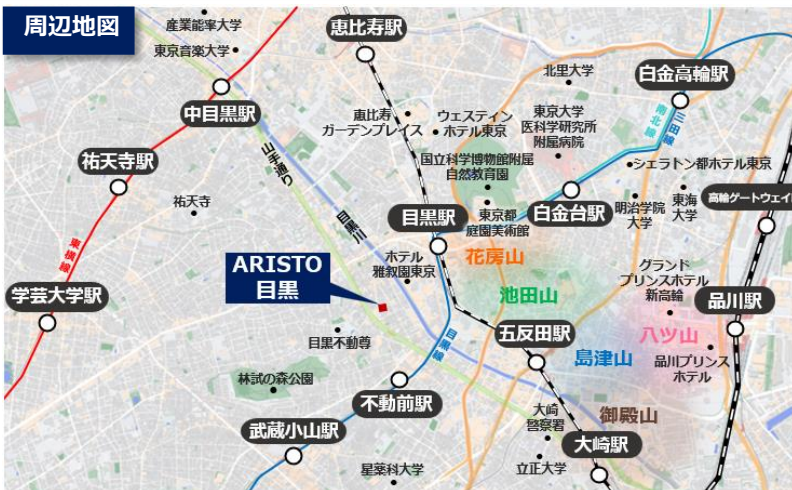 周辺地図
産業能率大学
東京音楽大学
恵比寿駅
北里大学
白金高輪駅
中目黒駅
恵比寿
ガーデンプレイス
ウェスティン
ホテル東京
東京大学
医科学研究所
附属病院
南北線
三田線
山手通り
国立科学博物館附属
自然教育園
シェラトン都ホテル東京
祐天寺駅
祐天寺
目黒川
目黒駅
東京都
庭園美術館
白金台駅
明治学院
大学
東海
大学
高輪ゲートウェイ
東横線
ARISTO
目黒
ホテル
雅叙園東京
花房山
池田山
グランド
プリンスホテル
新高輪
学芸大学駅
品川駅
目黒不動尊
目黒線
五反田駅
島津山
八ツ山
品川プリンス
ホテル
林試の森公園
不動前駅
武蔵小山駅
御殿山
大崎
警察署
大崎駅
星薬科大学
立正大学